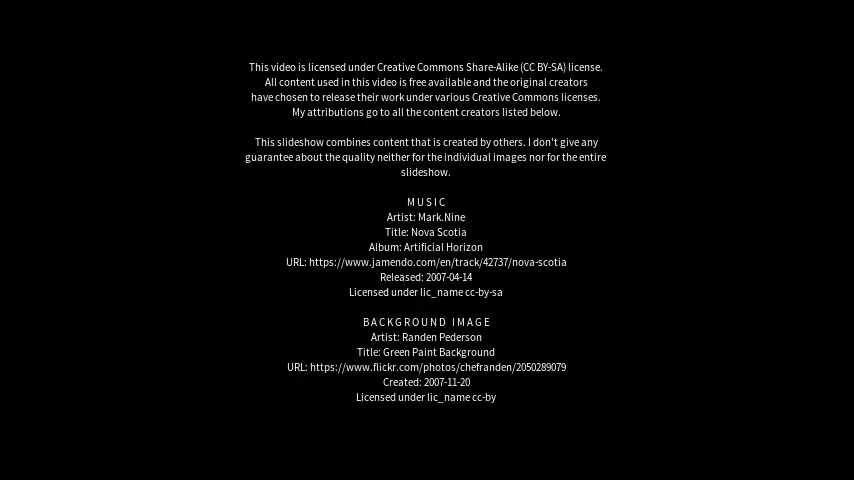 This video is licensed under Creative Commons Share-Alike (CC BY-SA) license.
All content used in this video is free available and the original creators
have chosen to release their work under various Creative Commons licenses.
My attributions go to all the content creators listed below.
This slideshow combines content that is created by others. I don't give any
guarantee about the quality neither for the individual images nor for the entire
slideshow.
MUSIC
Artist: Mark.Nine
Title: Nova Scotia
Album: Artificial Horizon
URL: https://www.jamendo.com/en/track/42737/nova-scotia
Released: 2007-04-14
Licensed under lic_name cc-by-sa
BACKGROUND IMAGE
Artist: Randen Pederson
Title: Green Paint Background
URL: https://www.flickr.com/photos/chefranden/2050289079
Created: 2007-11-20
Licensed under lic_name cc-by